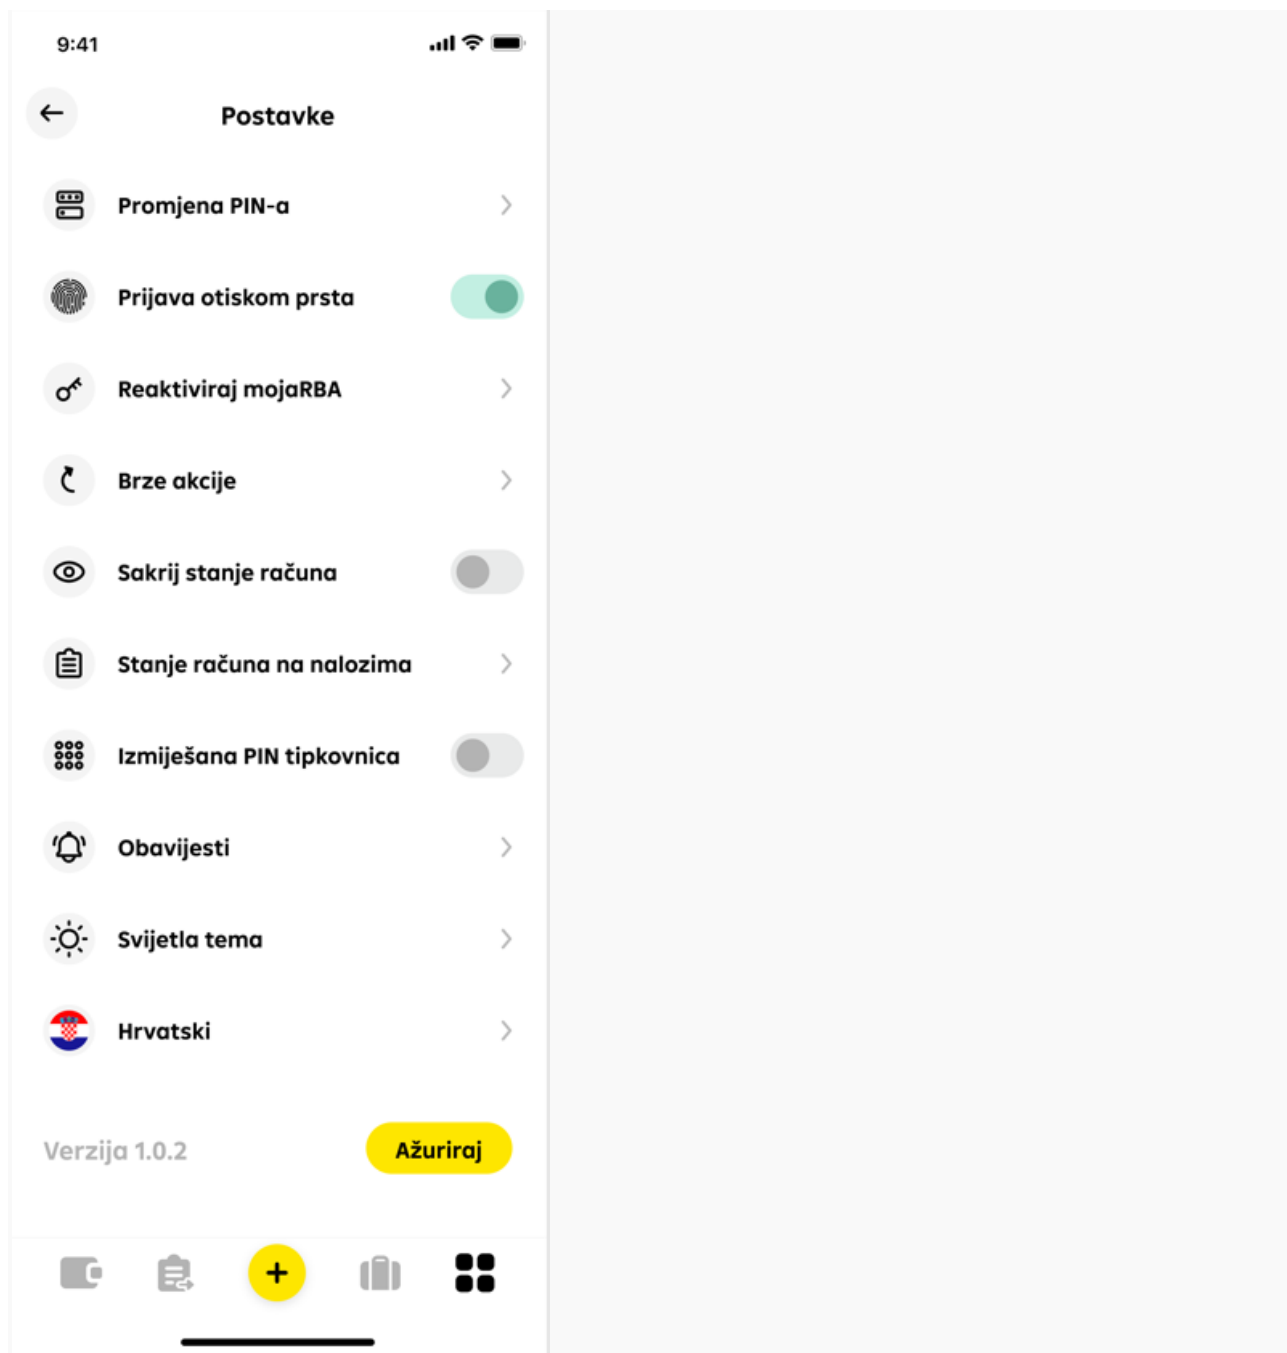 9:41
Postavke
Promjena PIN-a
Prijava otiskom prsta
Reaktiviraj mojaRBA
Brze akcije
Sakrij stanje računa
Stanje računa na nalozima
Izmiješana PIN tipkovnica
Obavijesti
Svijetla tema
Hrvatski
Verzija 1.0.2
Ažuriraj